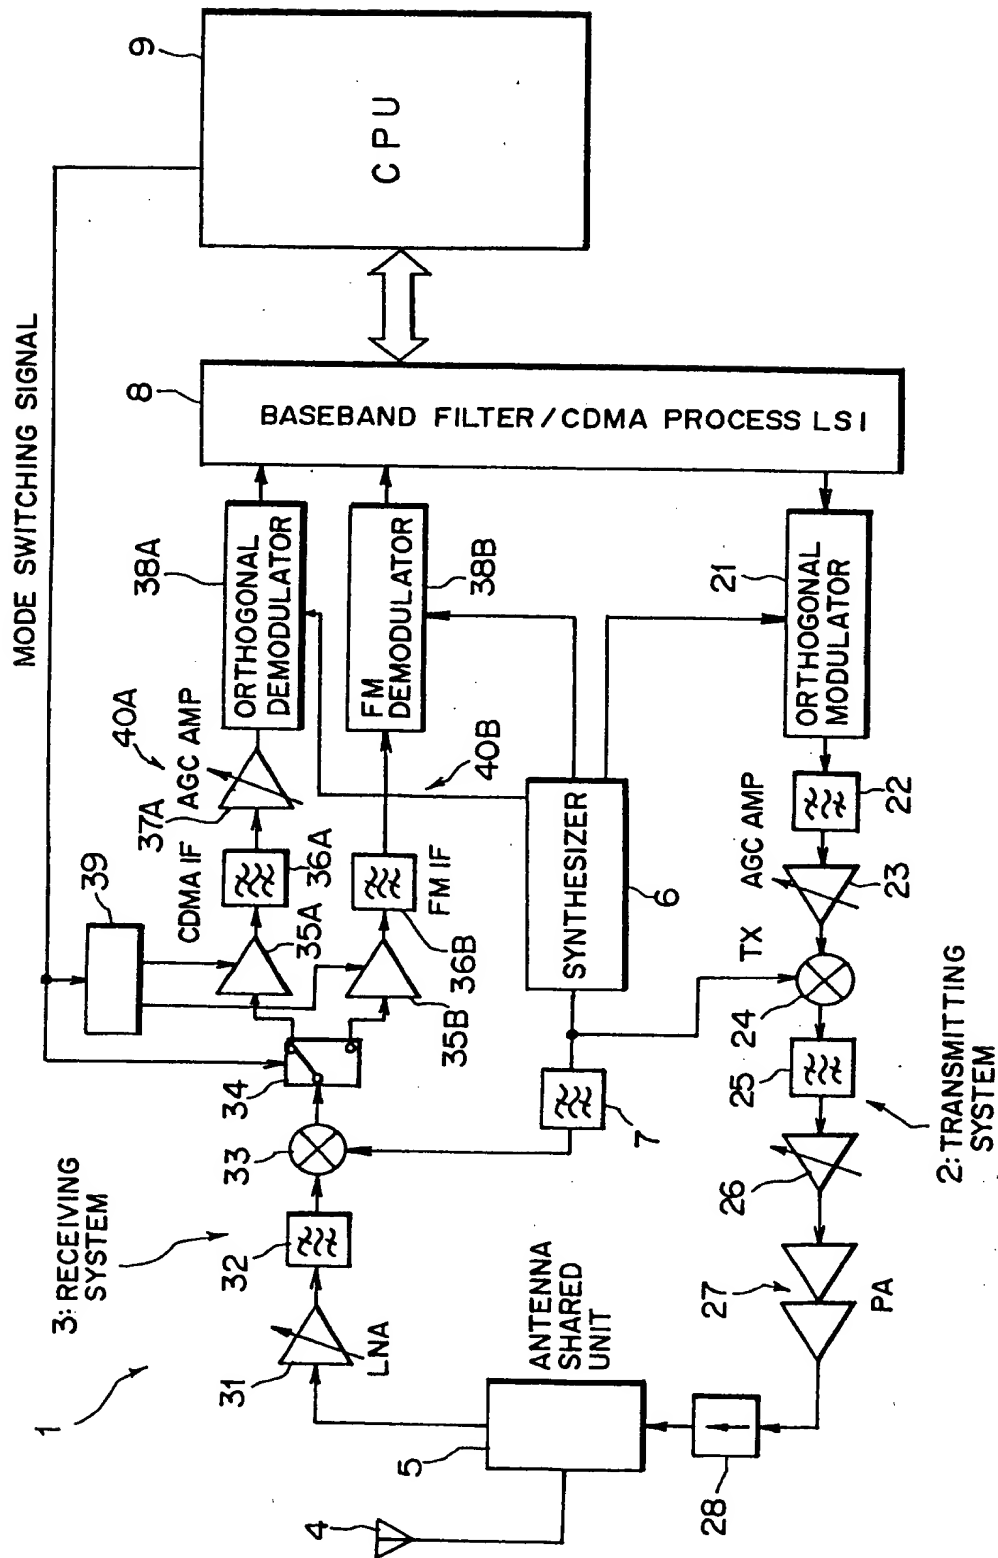 1
3: RECEIVING
SYSTEM
MODE SWITCHING SIGNAL
4
5
ANTENNA
SHARED
UNIT
31
LNA
32
33
34
39
35A
35B
CDMA IF
36A
36B
FM IF
37A
AGC AMP
40A
40B
38A
ORTHOGONAL
DEMODULATOR
FM
DEMODULATOR
38B
8
BASEBAND FILTER/CDMA PROCESS LSI
9
CPU
7
SYNTHESIZER
6
21
ORTHOGONAL
MODULATOR
22
TX AGC AMP
23
24
25
26
27
PA
28
2: TRANSMITTING
SYSTEM